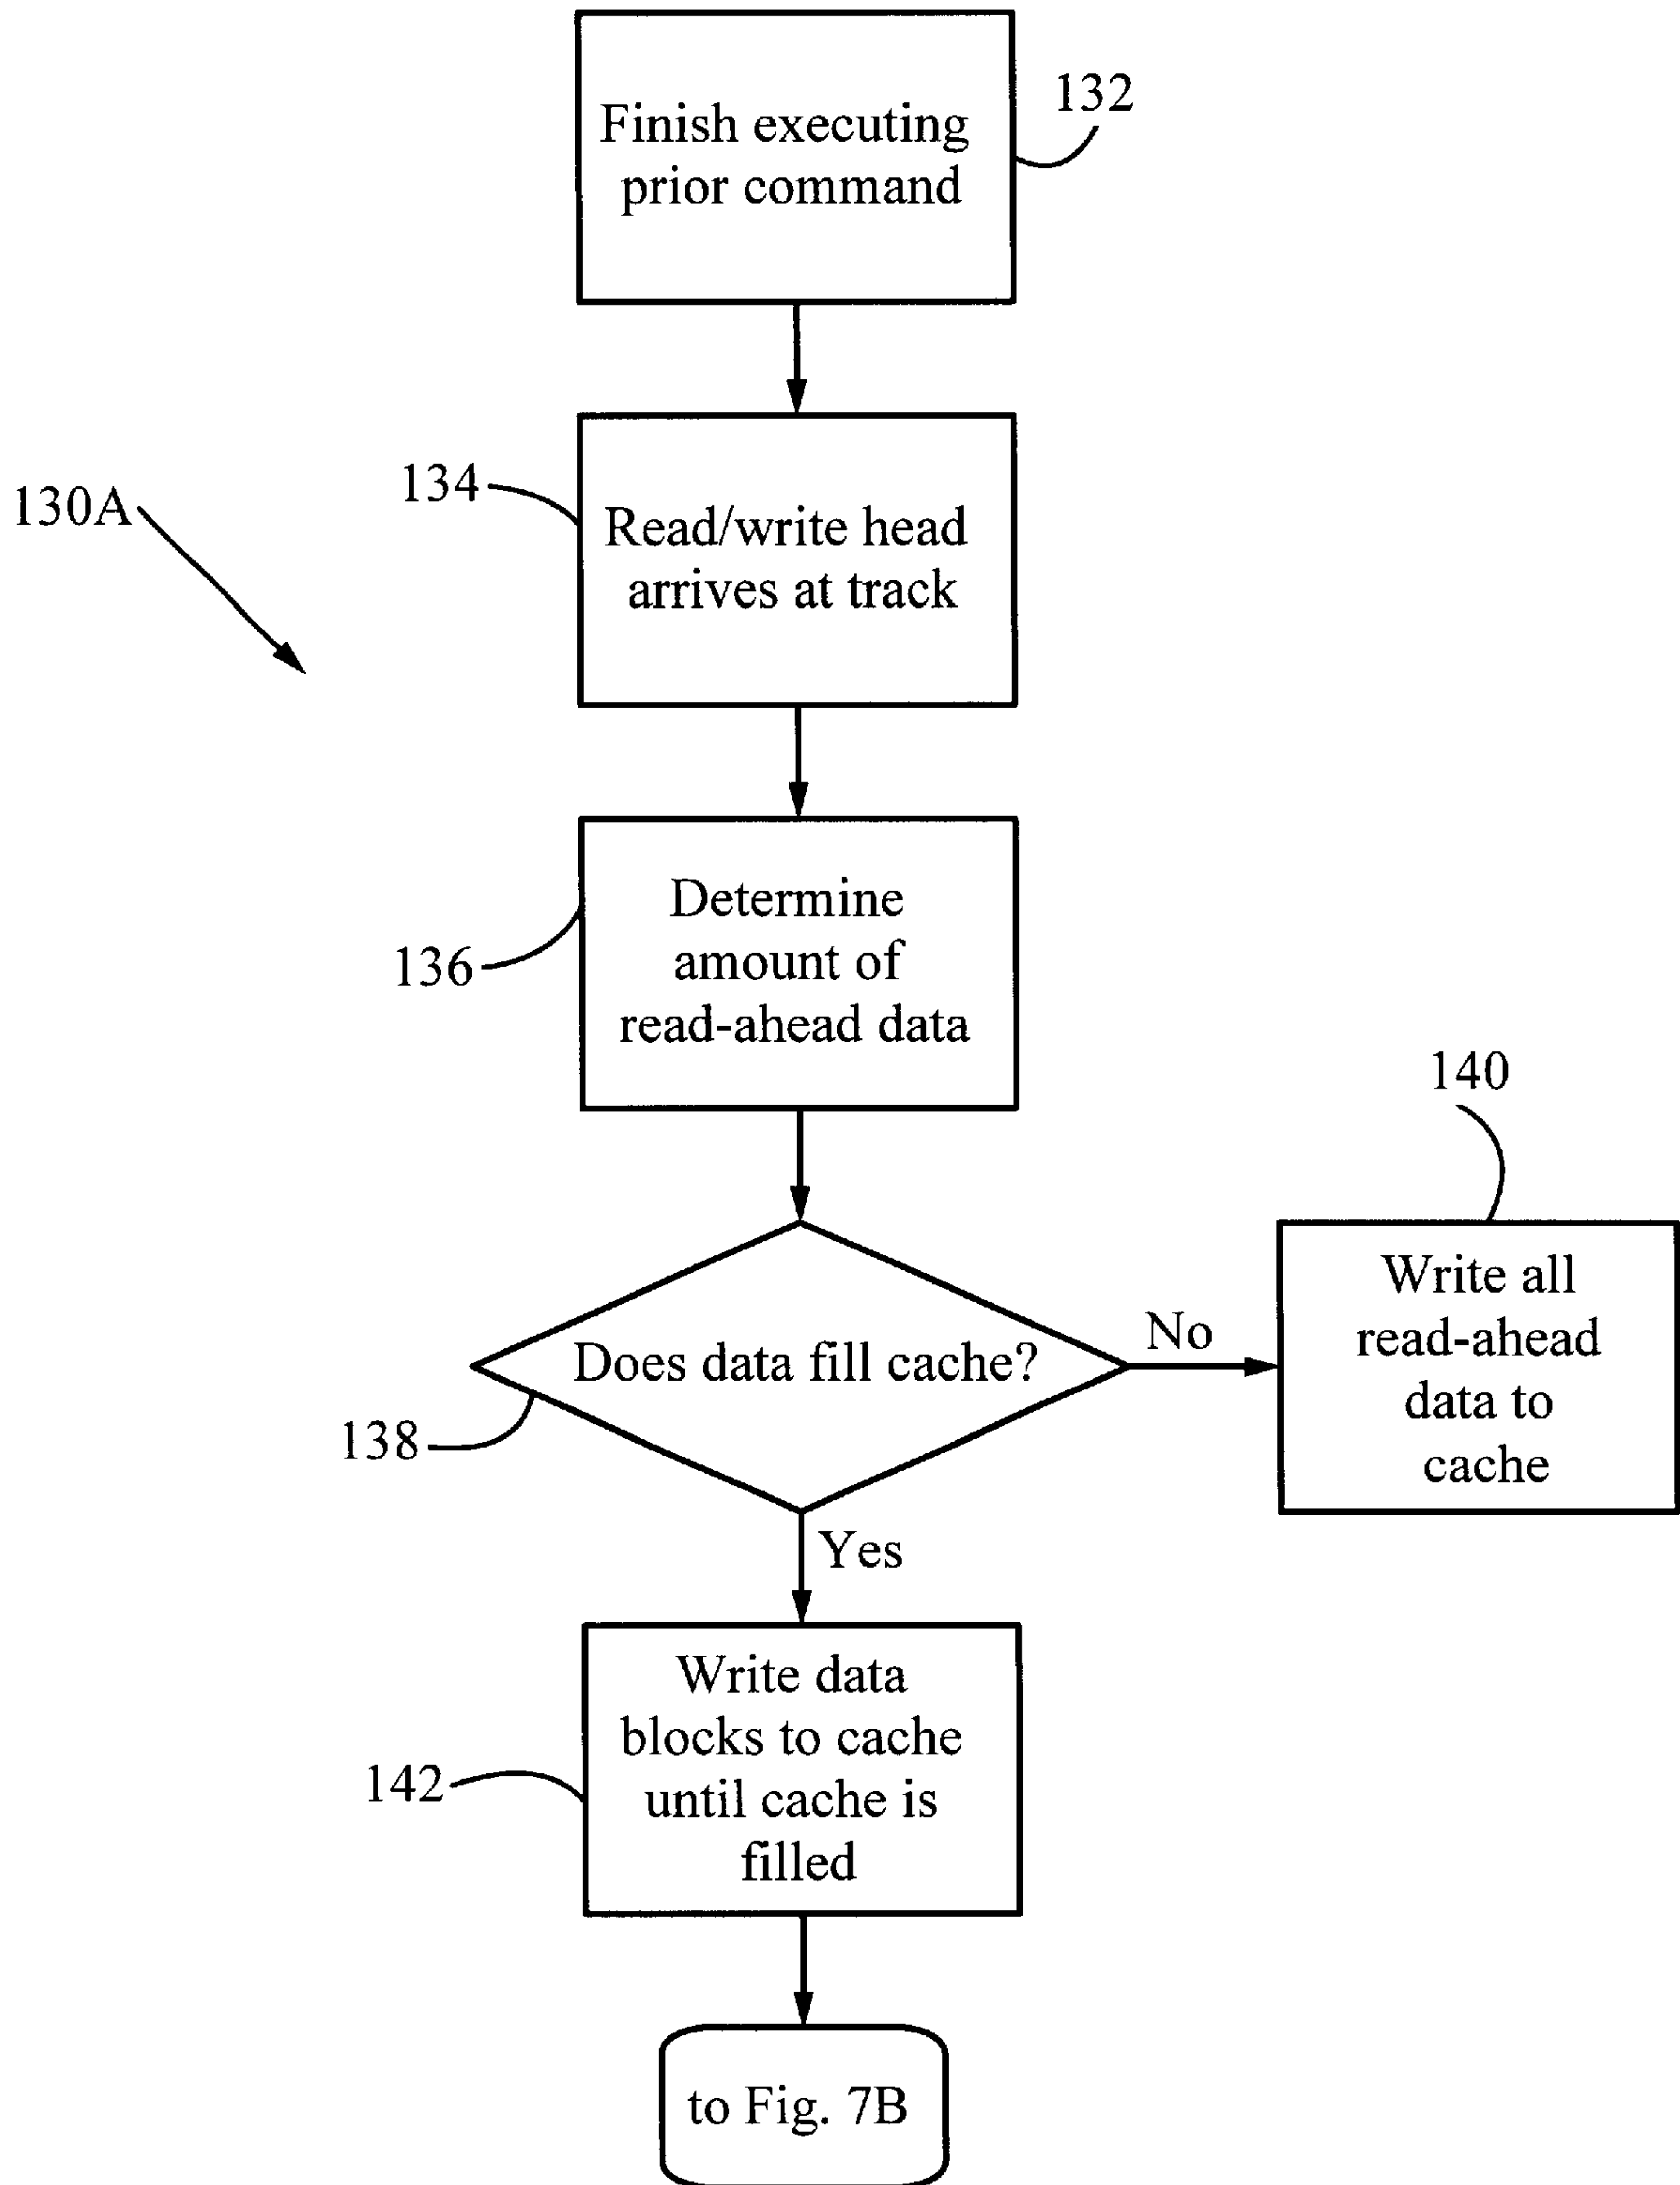 Finish executing
prior command
132
134
130A
Read/write head
arrives at track
Determine
amount of
read-ahead data
136
140
Does data fill cache?
No
Write all
read-ahead
data to
cache
138
Yes
Write data
blocks to cache
until cache is
filled
142
to Fig. 7B